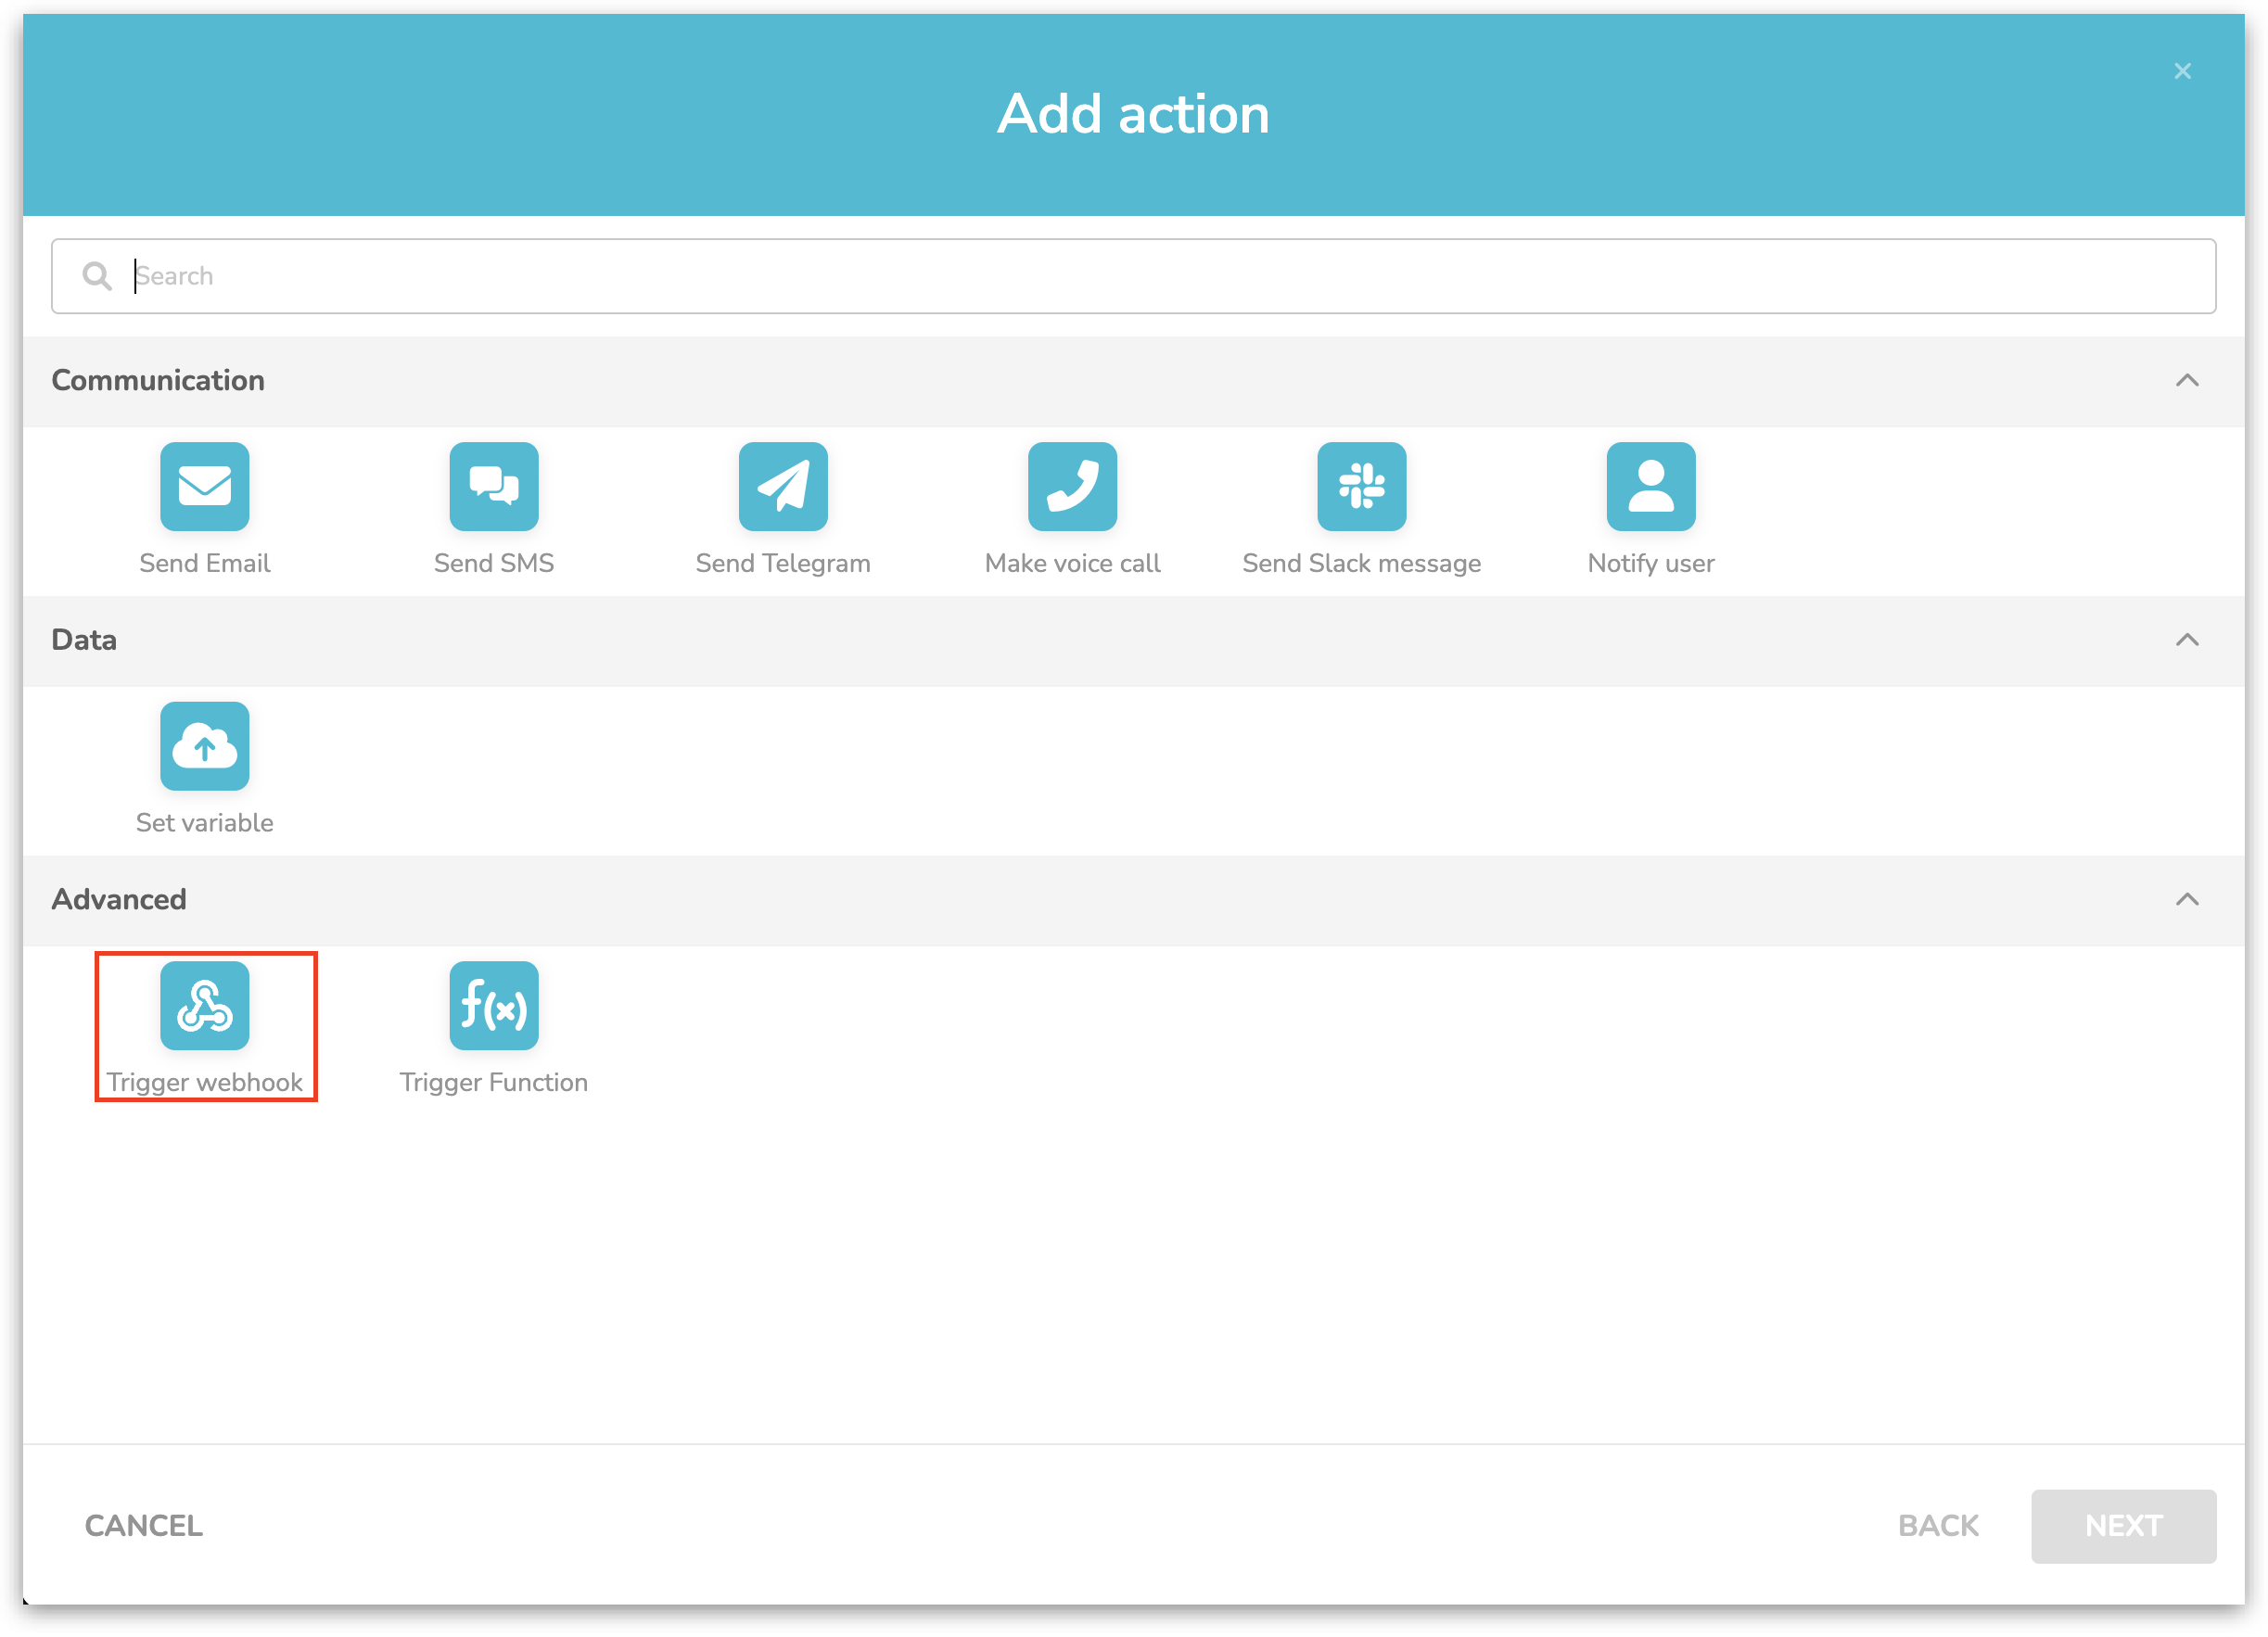 Add action
Search
Communication
Send Email
Send SMS
Send Telegram
Make voice call
Send Slack message
Notify user
Data
Set variable
Advanced
f(x)
Trigger webhook
Trigger Function
CANCEL
BACK
NEXT